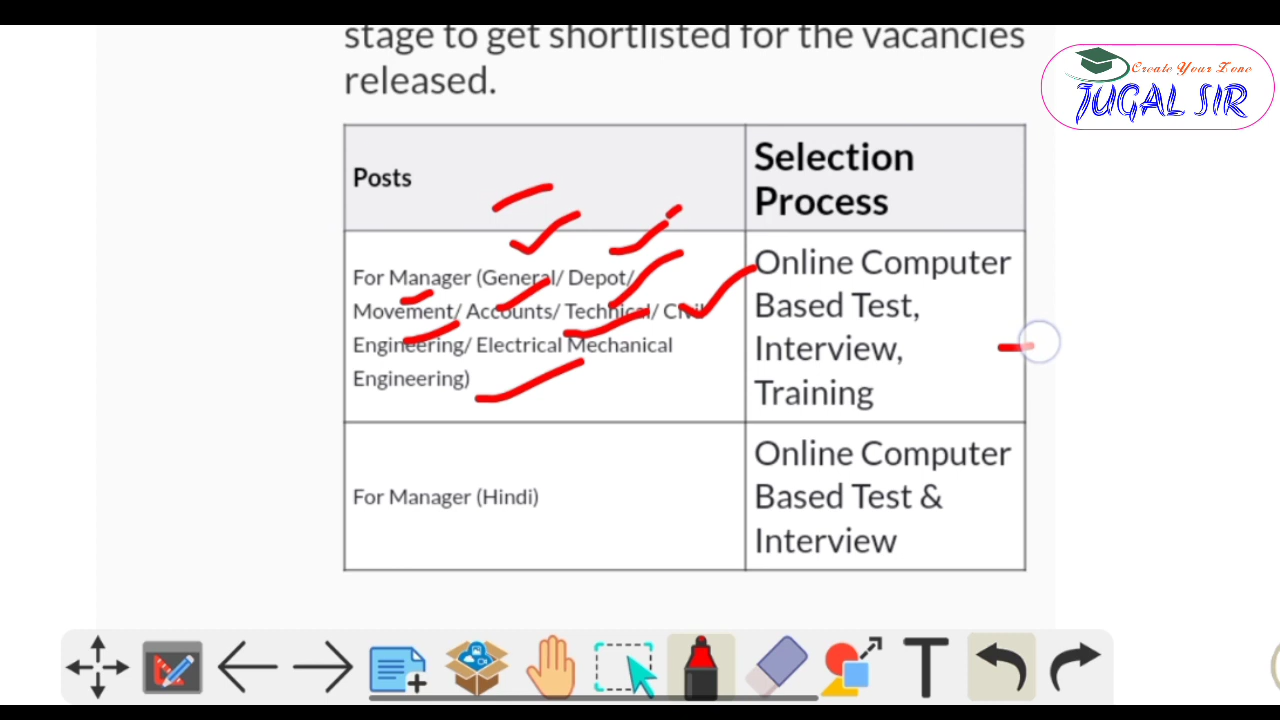 stage to get shortlisted for the vacancies
released.
Create Your Zone
JUGAL SIR
Posts
Selection
Process
For Manager (General/ Depot/
Movement/ Accounts/ Technical/ Civil
Engineering/ Electrical Mechanical
Engineering)
Online Computer
Based Test,
Interview,
Training
For Manager (Hindi)
Online Computer
Based Test &
Interview
T